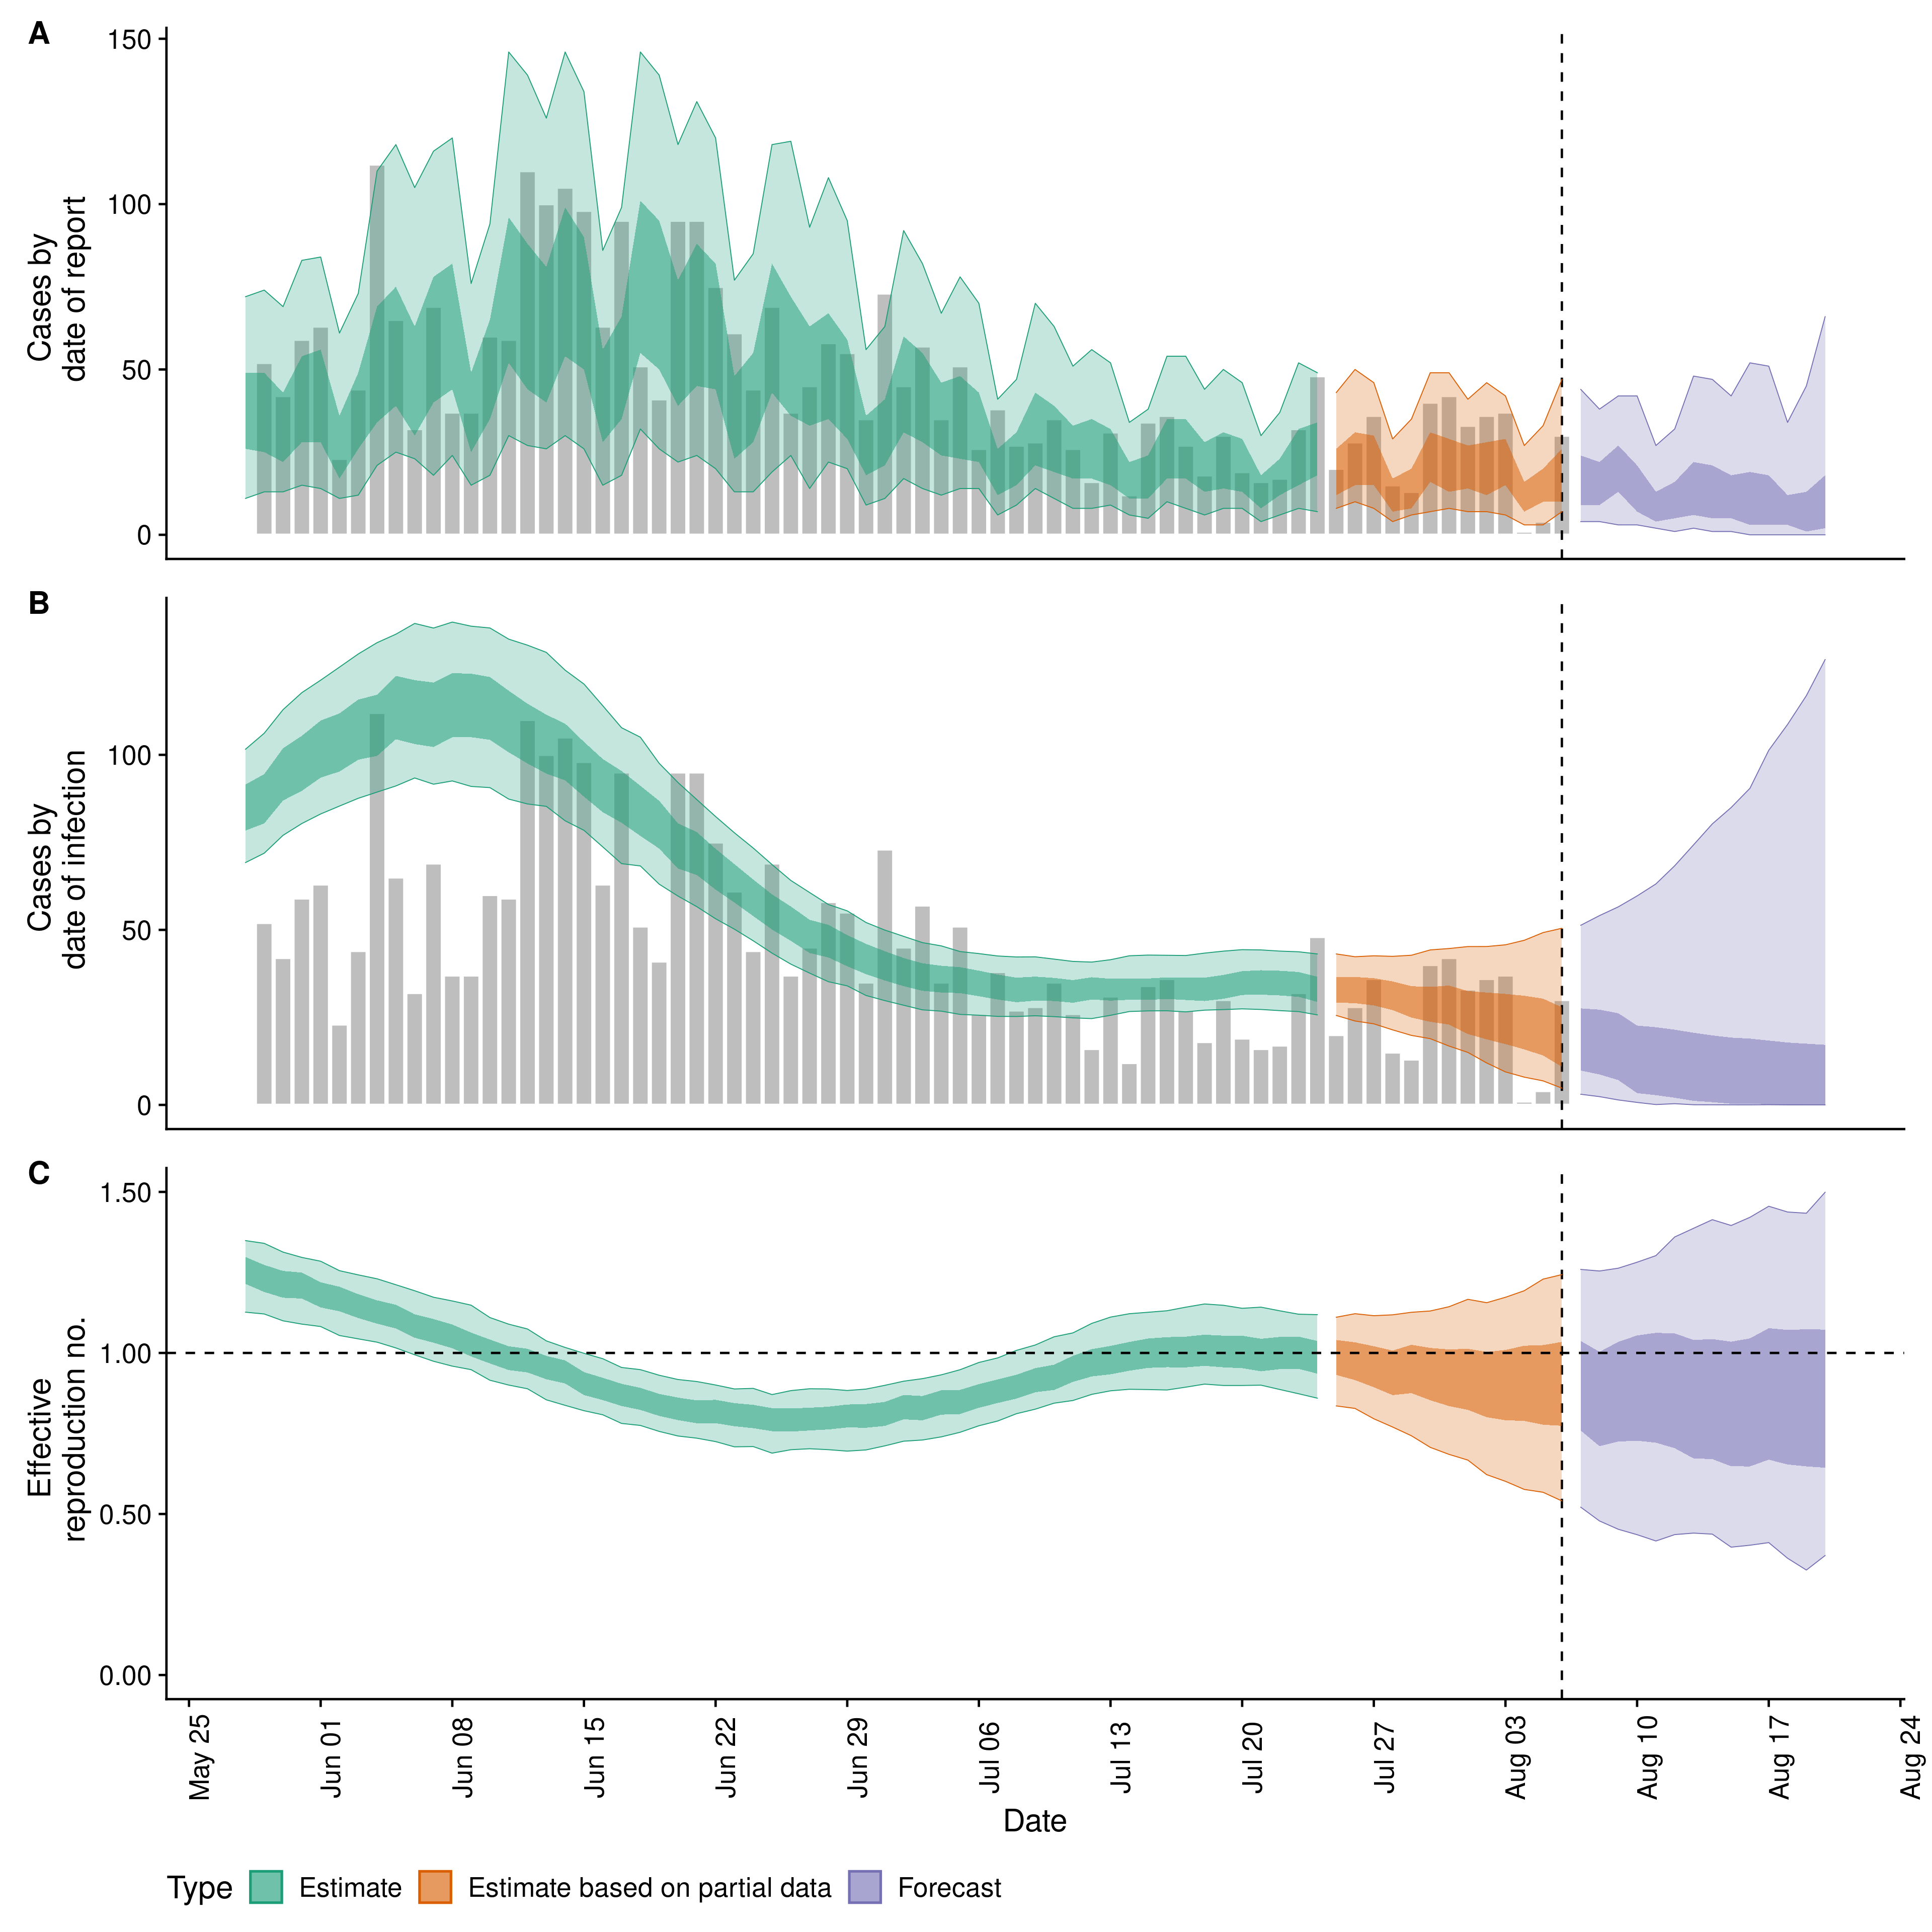 A
150
100
50
0
Cases by
date of report
B
100
50
0
Cases by
date of infection
C
1.50
1.00
0.50
0.00
Effective
reproduction no.
May 25
Jun 01
Jun 08
Jun 15
Jun 22
Jun 29
Jul 06
Jul 13
Jul 20
Jul 27
Aug 03
Aug 10
Aug 17
Aug 24
Date
Type Estimate Estimate based on partial data Forecast